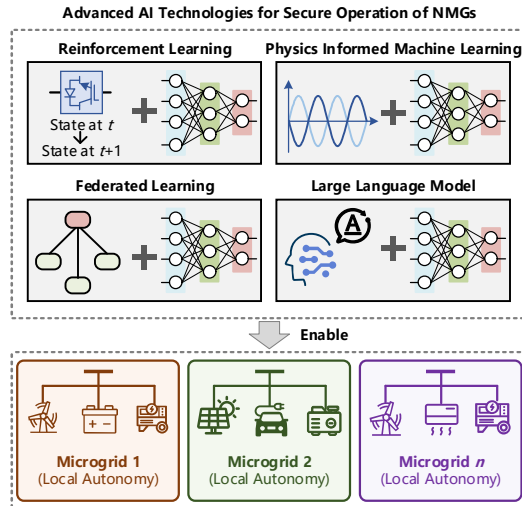 Advanced AI Technologies for Secure Operation of NMGs
Reinforcement Learning
State at t
State at t+1
Physics Informed Machine Learning
Federated Learning
Large Language Model
A
Enable
Microgrid 1
(Local Autonomy)
Microgrid 2
(Local Autonomy)
Microgrid n
(Local Autonomy)